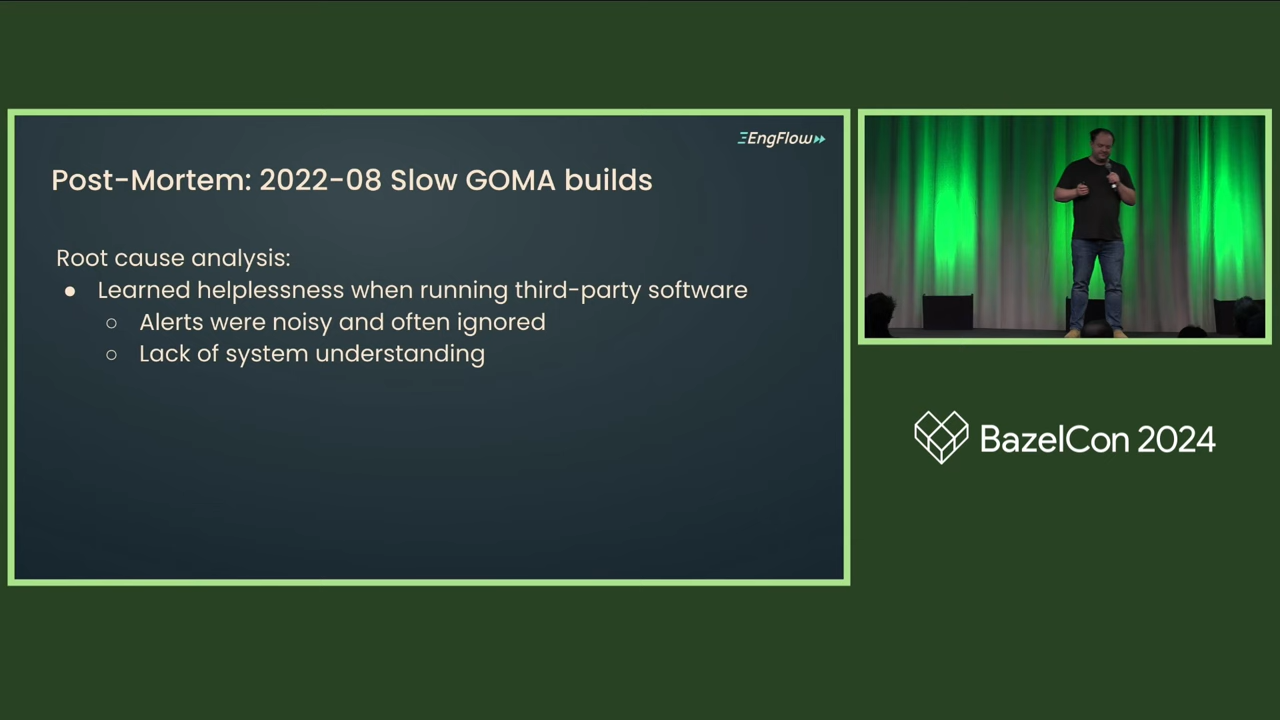 EngFlow
Post-Mortem: 2022-08 Slow GOMA builds
Root cause analysis:
● Learned helplessness when running third-party software
○ Alerts were noisy and often ignored
○ Lack of system understanding
BazelCon 2024